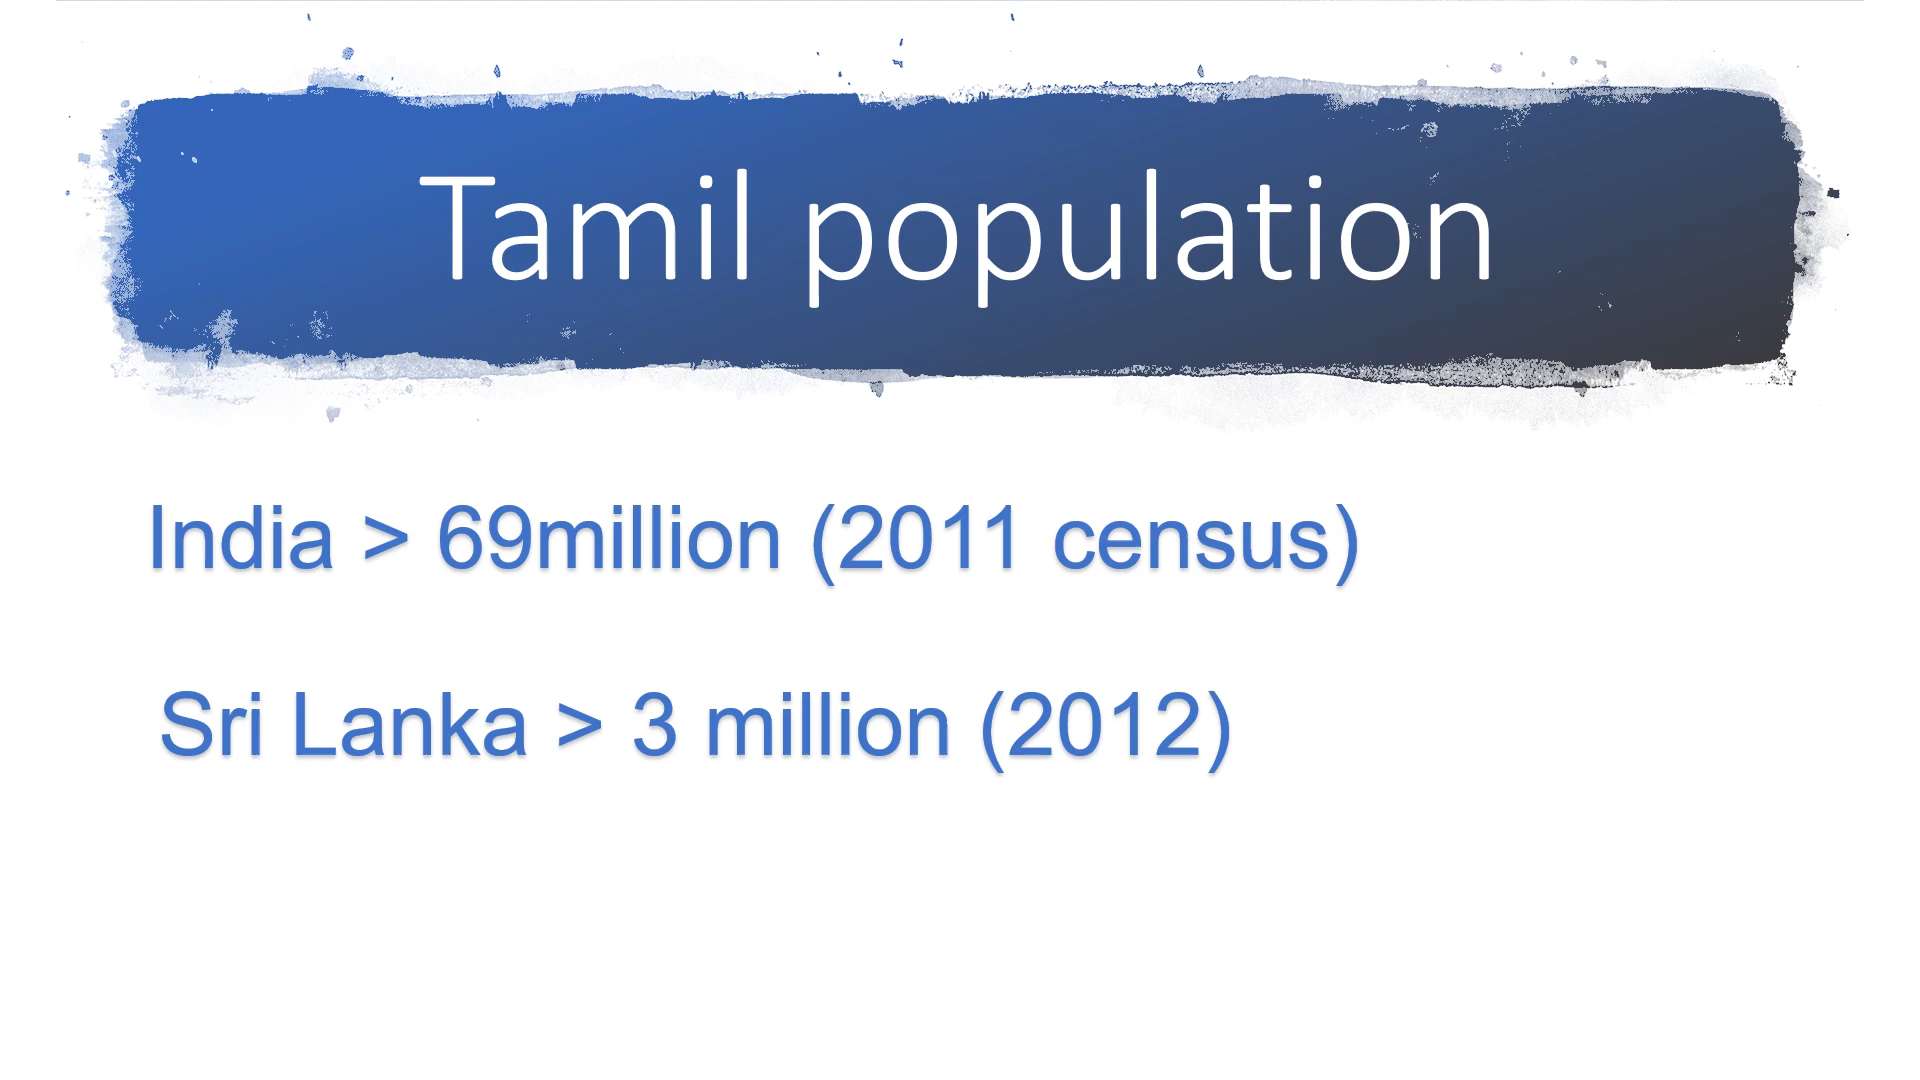 Tamil population
India > 69million (2011 census)
Sri Lanka > 3 million (2012)